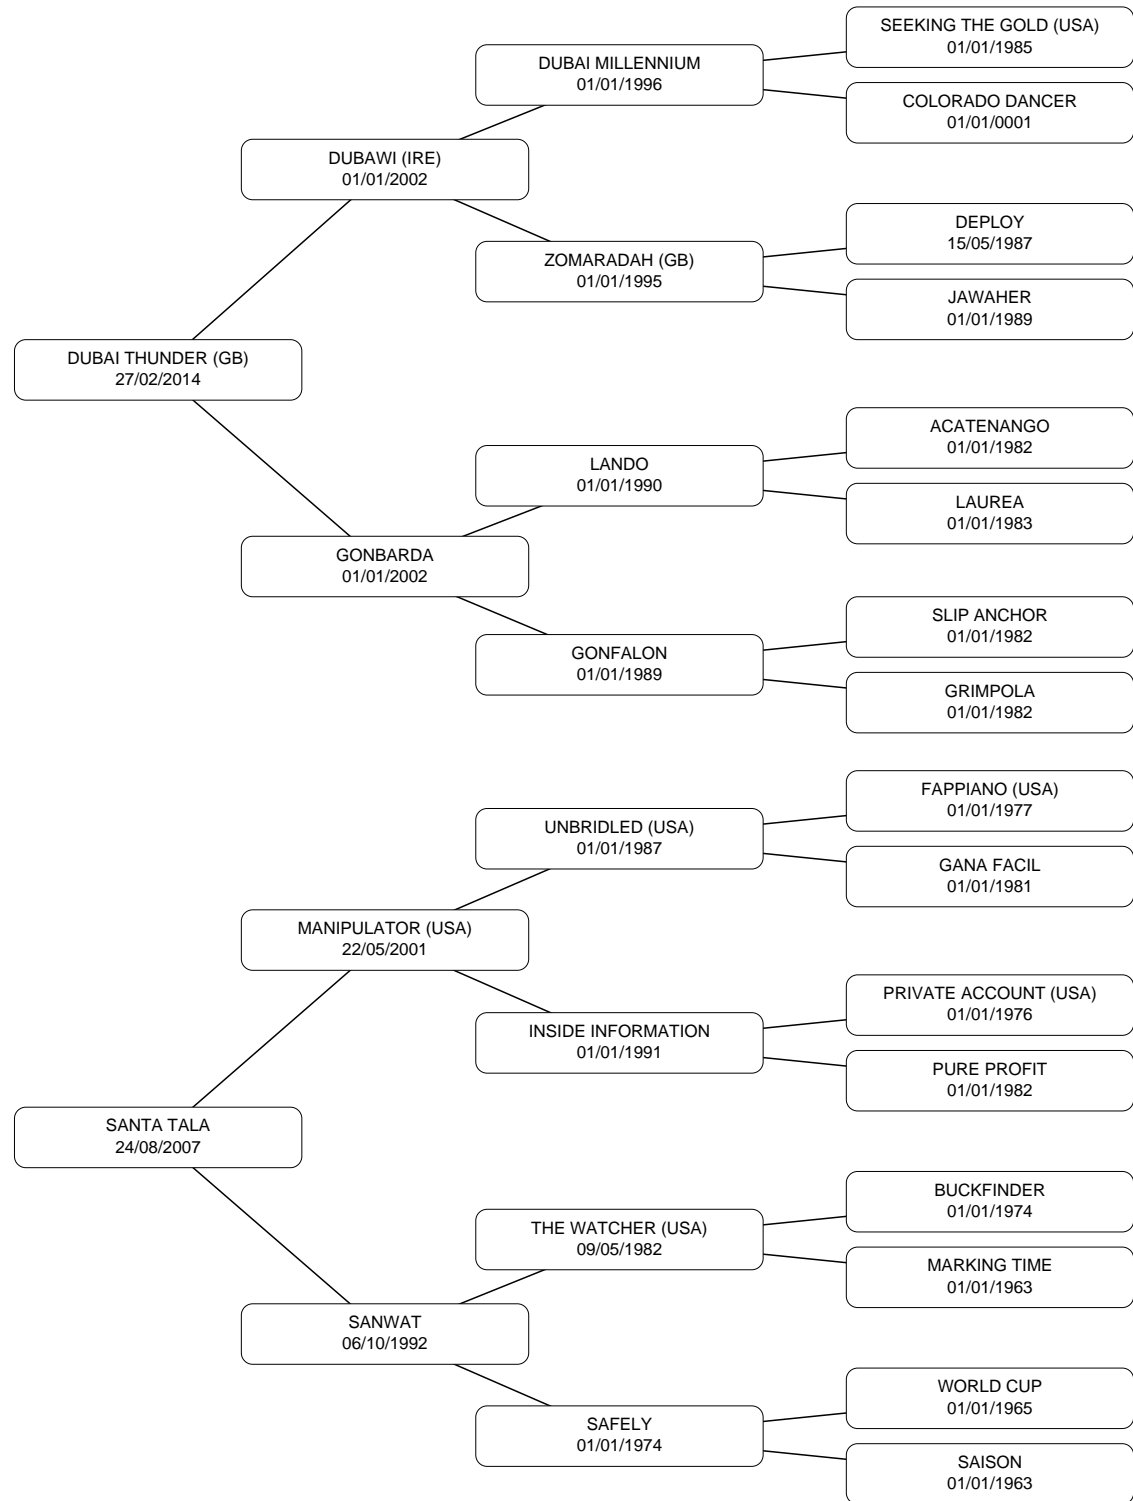 SEEKING THE GOLD (USA)
01/01/1985
DUBAI MILLENNIUM
01/01/1996
COLORADO DANCER
01/01/0001
DUBAWI (IRE)
01/01/2002
DEPLOY
15/05/1987
ZOMARADAH (GB)
01/01/1995
JAWAHER
01/01/1989
DUBAI THUNDER (GB)
27/02/2014
ACATENANGO
01/01/1982
LANDO
01/01/1990
LAUREA
01/01/1983
GONBARDA
01/01/2002
SLIP ANCHOR
01/01/1982
GONFALON
01/01/1989
GRIMPOLA
01/01/1982
FAPPIANO (USA)
01/01/1977
UNBRIDLED (USA)
01/01/1987
GANA FACIL
01/01/1981
MANIPULATOR (USA)
22/05/2001
PRIVATE ACCOUNT (USA)
01/01/1976
INSIDE INFORMATION
01/01/1991
PURE PROFIT
01/01/1982
SANTA TALA
24/08/2007
BUCKFINDER
01/01/1974
THE WATCHER (USA)
09/05/1982
MARKING TIME
01/01/1963
SANWAT
06/10/1992
WORLD CUP
01/01/1965
SAFELY
01/01/1974
SAISON
01/01/1963